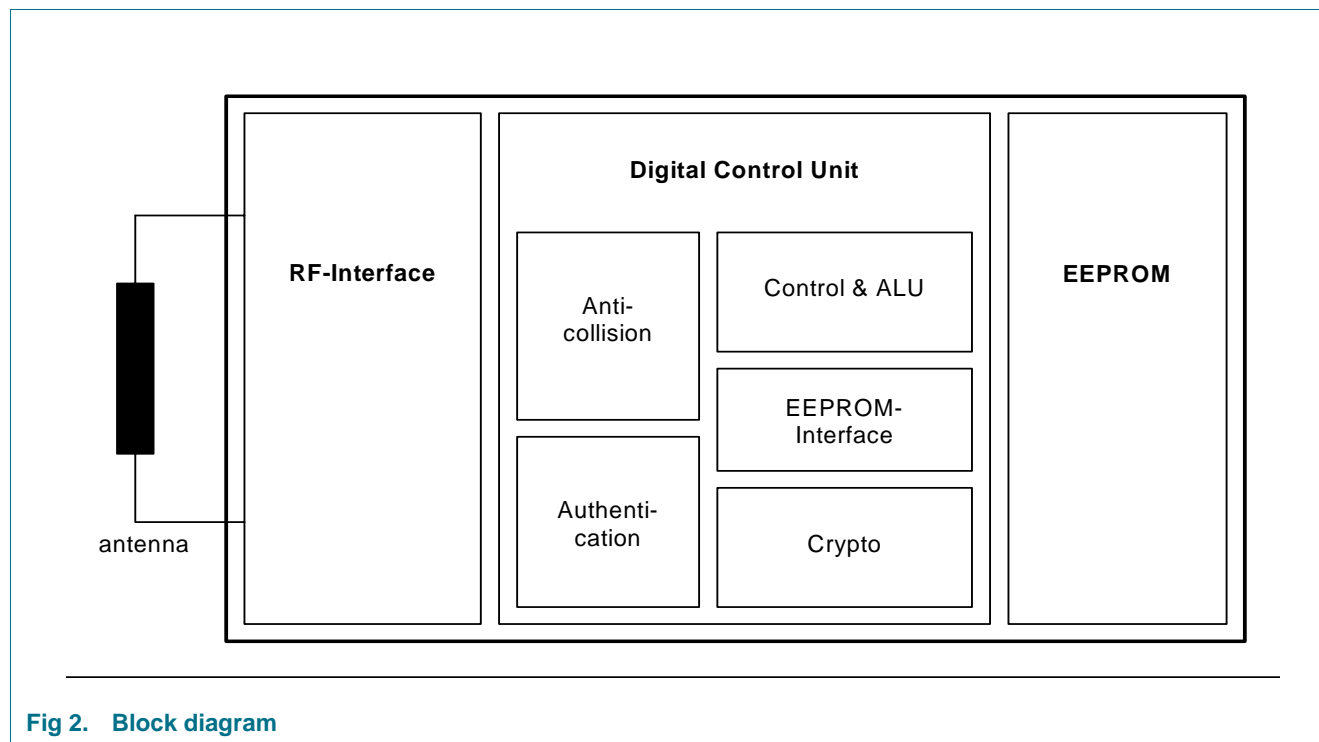 Digital Control Unit
RF-Interface
EEPROM
Anti-
collision
Control & ALU
EEPROM-
Interface
Authenti-
cation
Crypto
antenna
Fig 2. Block diagram